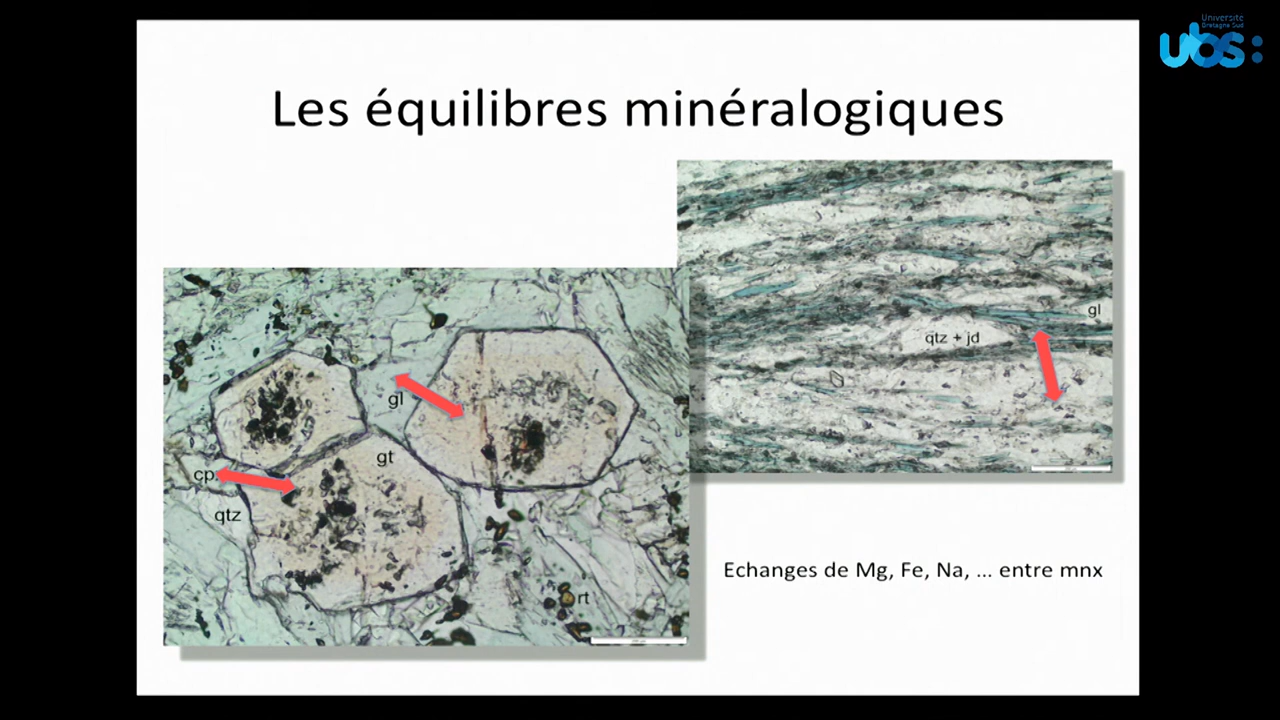 Université
Bretagne Sud
ubs:
Les équilibres minéralogiques
gl
qtz + jd
gl
gt
cp
qtz
rt
Echanges de Mg, Fe, Na, ... entre mnx